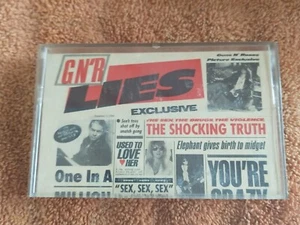 GN'R
LIES
EXCLUSIVE
Guns N' Roses
Picture Exclusive
THE SEX THE DRUGS THE VIOLENCE
THE SHOCKING TRUTH
USED TO
LOVE
HER
Elephant gives birth to midget
One In A
MILLION
"SEX, SEX, SEX"
YOU'RE
CRAZY